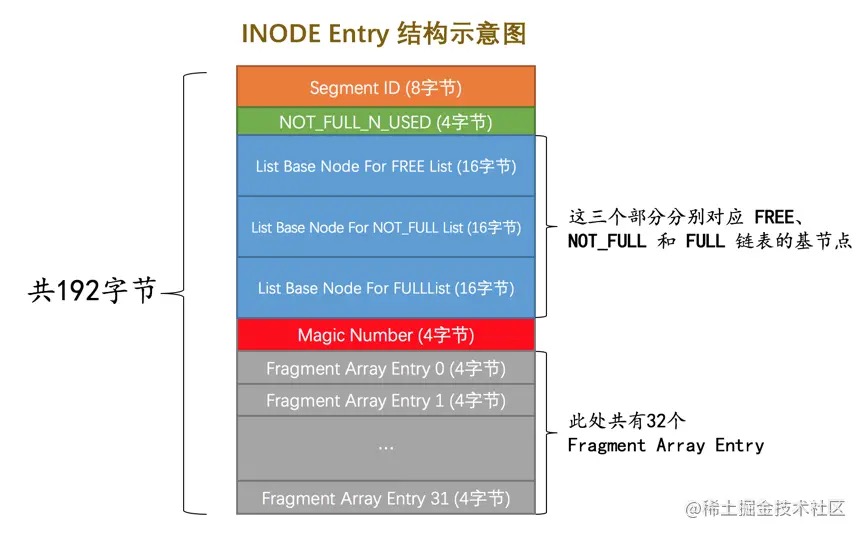 INODE Entry 结构示意图
Segment ID (8字节)
NOT_FULL_N_USED (4字节)
List Base Node For FREE List (16字节)
List Base Node For NOT_FULL List (16字节)
List Base Node For FULLList (16字节)
这三个部分分别对应 FREE、
NOT_FULL 和 FULL 链表的基节点
共192字节
Magic Number (4字节)
Fragment Array Entry 0 (4字节)
Fragment Array Entry 1 (4字节)
...
Fragment Array Entry 31 (4字节)
此处共有32个
Fragment Array Entry
@稀土掘金技术社区